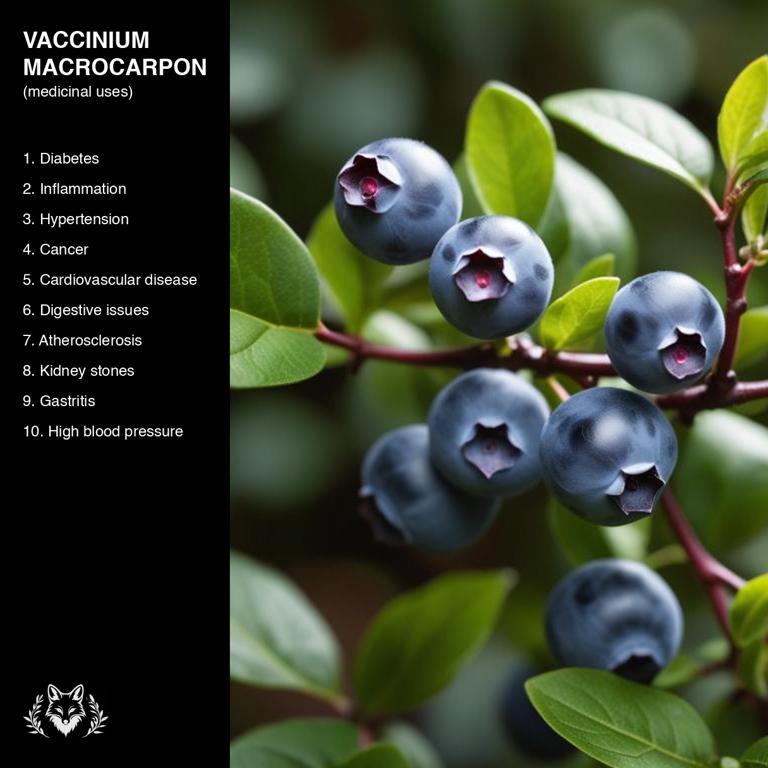 VACCINIUM
MACROCARPON
(medicinal uses)
1. Diabetes
2. Inflammation
3. Hypertension
4. Cancer
5. Cardiovascular disease
6. Digestive issues
7. Atherosclerosis
8. Kidney stones
9. Gastritis
10. High blood pressure